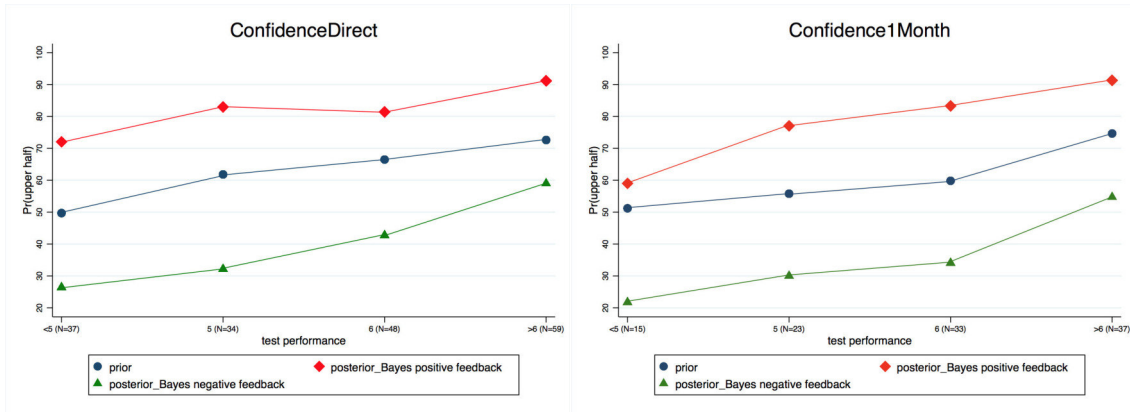 ConfidenceDirect
Pr(upper half)
100
90
80
70
60
50
40
30
20
<5 (N=37) 5 (N=34) 6 (N=48) >6 (N=59)
test performance
prior posterior_Bayes positive feedback
posterior_Bayes negative feedback
Confidence1Month
Pr(upper half)
100
90
80
70
60
50
40
30
20
<5 (N=15) 5 (N=23) 6 (N=33) >6 (N=37)
test performance
prior posterior_Bayes positive feedback
posterior_Bayes negative feedback